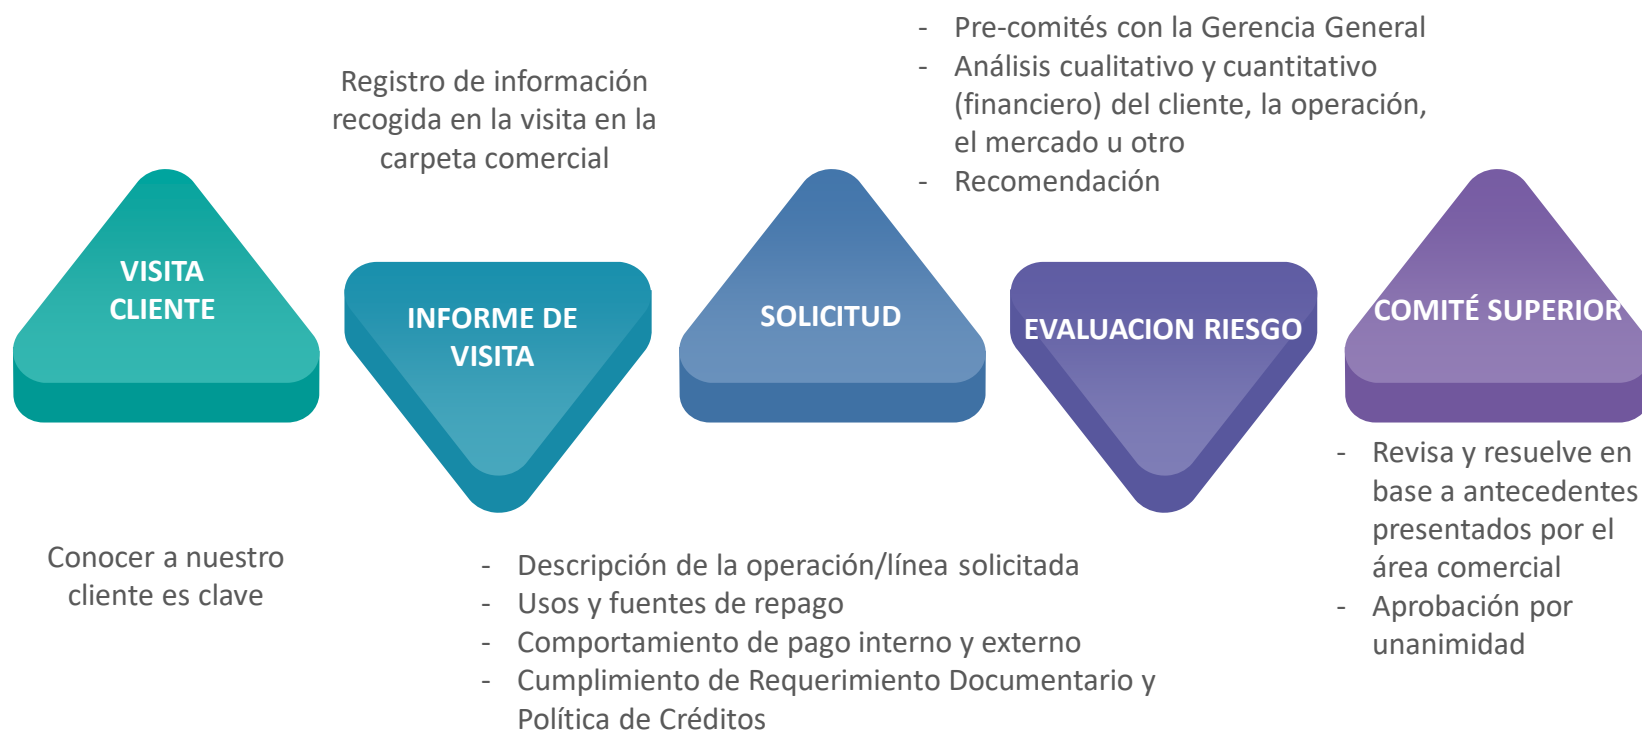 - Pre-comités con la Gerencia General
- Análisis cualitativo y cuantitativo
(financiero) del cliente, la operación,
el mercado u otro
- Recomendación
Registro de información
recogida en la visita en la
carpeta comercial
VISITA
CLIENTE
INFORME DE
VISITA
SOLICITUD
EVALUACION RIESGO
COMITÉ SUPERIOR
Conocer a nuestro
cliente es clave
- Descripción de la operación/línea solicitada
- Usos y fuentes de repago
- Comportamiento de pago interno y externo
- Cumplimiento de Requerimiento Documentario y
Política de Créditos
- Revisa y resuelve en
base a antecedentes
presentados por el
área comercial
- Aprobación por
unanimidad